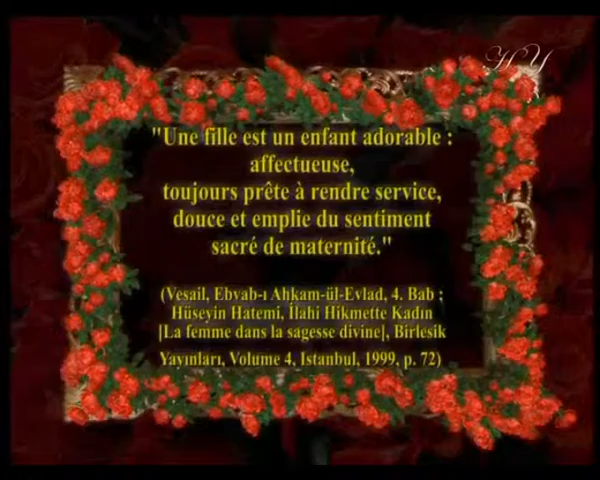 HY
"Une fille est un enfant adorable :
affectueuse,
toujours prête à rendre service,
douce et emplie du sentiment
sacré de maternité."
(Vesail, Ebvab-ı Ahkam-ül-Evlad, 4. Bab ;
Hüseyin Hatemi, İlahi Hikmette Kadın
[La femme dans la sagesse divine], Birlesik
Yayınları, Volume 4, Istanbul, 1999, p. 72)